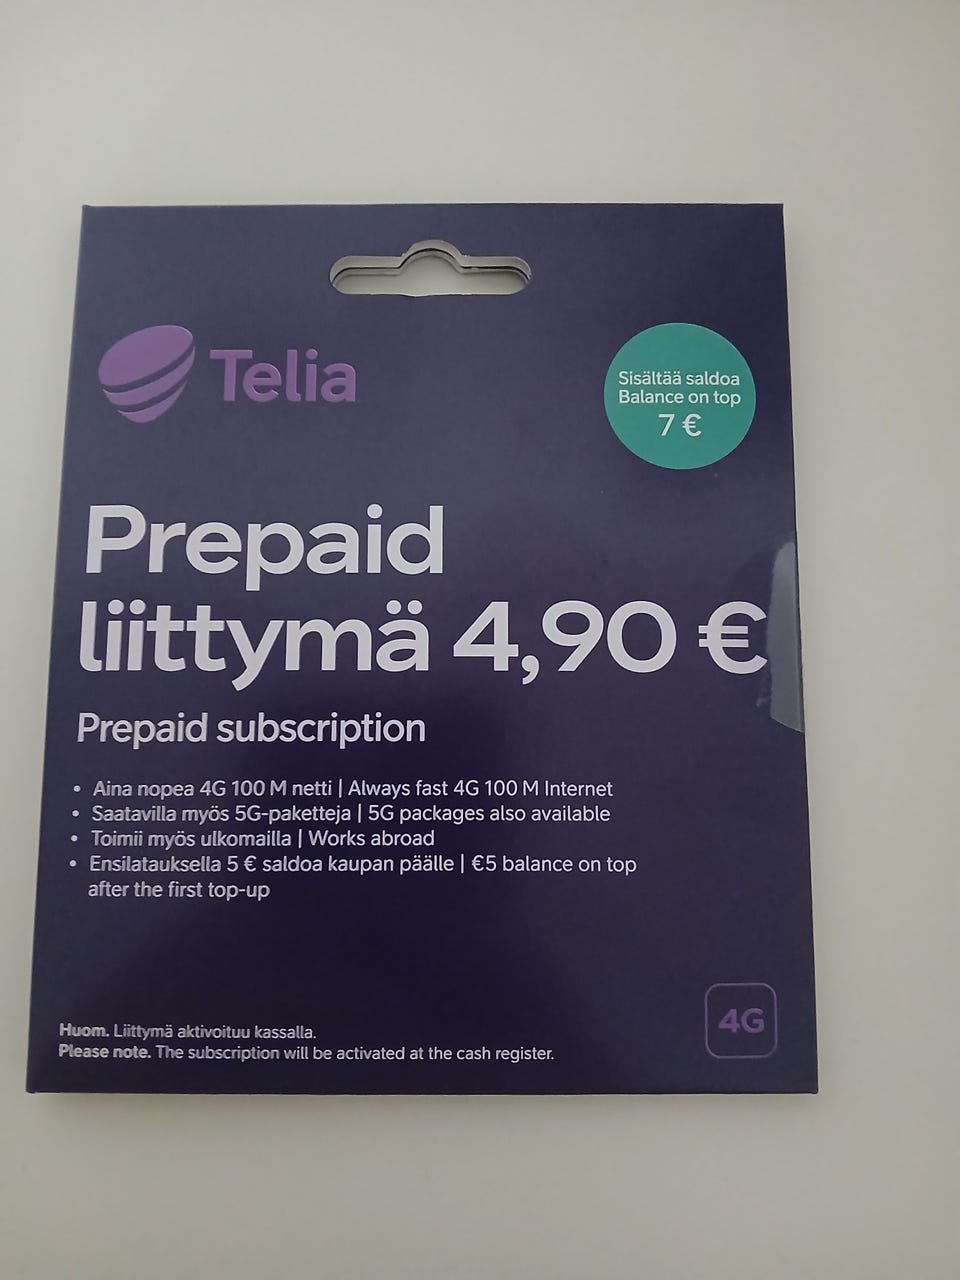 Telia
Sisältää saldoa
Balance on top
7 €
Prepaid
liittymä 4,90 €
Prepaid subscription
• Aina nopea 4G 100 M netti | Always fast 4G 100 M Internet
• Saatavilla myös 5G-paketteja | 5G packages also available
• Toimii myös ulkomailla | Works abroad
• Ensilatauksella 5 € saldoa kaupan päälle | €5 balance on top
after the first top-up
4G
Huom. Liittymä aktivoituu kassalla.
Please note. The subscription will be activated at the cash register.